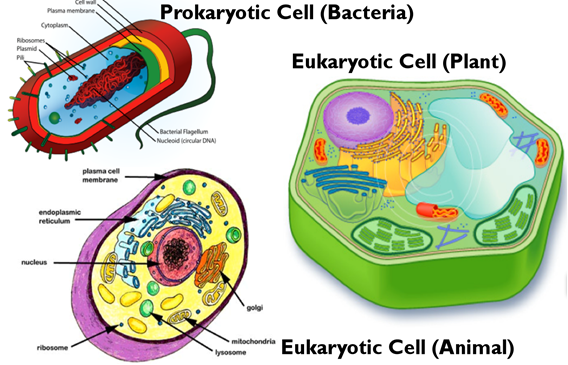 Prokaryotic Cell (Bacteria)
Cell wall
Plasma membrane
Cytoplasm
Ribosomes
Plasmid
Pili
Bacterial Flagellum
Nucleoid (circular DNA)
Eukaryotic Cell (Plant)
plasma cell
membrane
endoplasmic
reticulum
nucleus
golgi
mitochondria
lysosome
ribosome
Eukaryotic Cell (Animal)